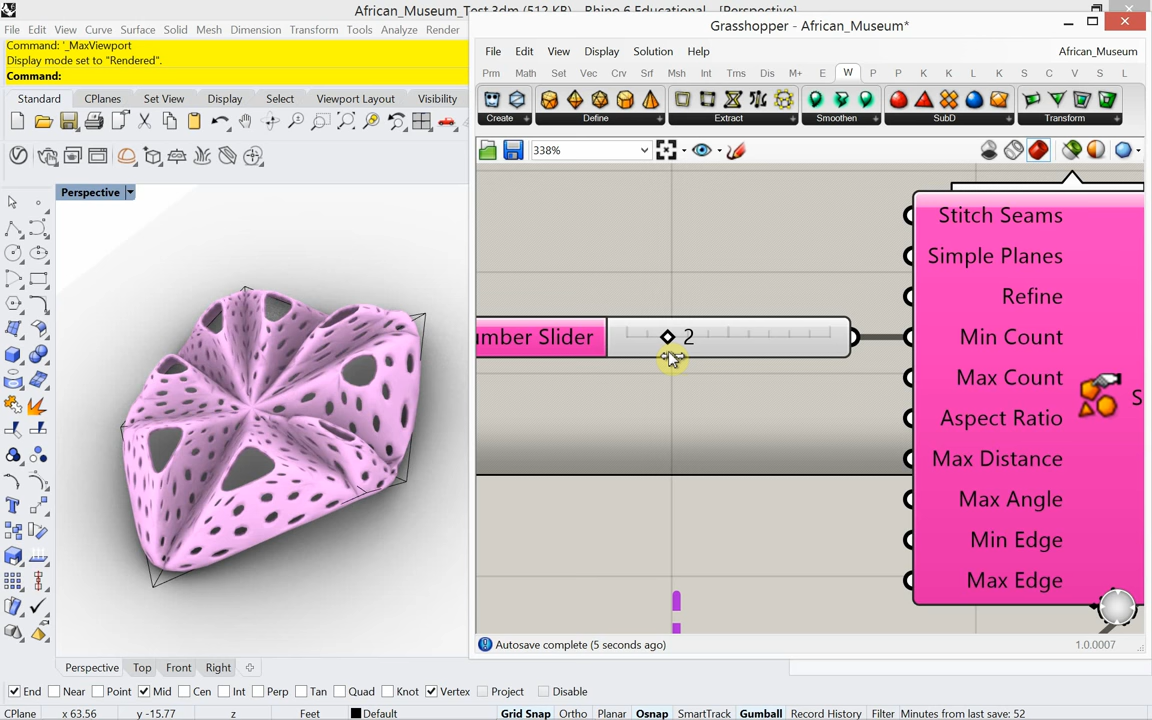 African_Museum_Test.3dm (512 KB) - Rhino 6 Educational - [Perspective]
File Edit View Curve Surface Solid Mesh Dimension Transform Tools Analyze Render
Command: '_MaxViewport
Display mode set to "Rendered".
Command:
Standard CPlanes Set View Display Select Viewport Layout Visibility
Perspective
Grasshopper - African_Museum*
File Edit View Display Solution Help African_Museum
Prm Math Set Vec Crv Srf Msh Int Trns Dis M+ E W P P K K L K S C V S L
Create Define Extract Smoothen SubD Transform
338%
Stitch Seams
Simple Planes
Refine
umber Slider 2 Min Count
Max Count
S
Aspect Ratio
Max Distance
Max Angle
Min Edge
Max Edge
Autosave complete (5 seconds ago) 1.0.0007
Perspective Top Front Right
End Near Point Mid Cen Int Perp Tan Quad Knot Vertex Project Disable
CPlane x 63.56 y -15.77 z Feet Default Grid Snap Ortho Planar Osnap SmartTrack Gumball Record History Filter Minutes from last save: 52